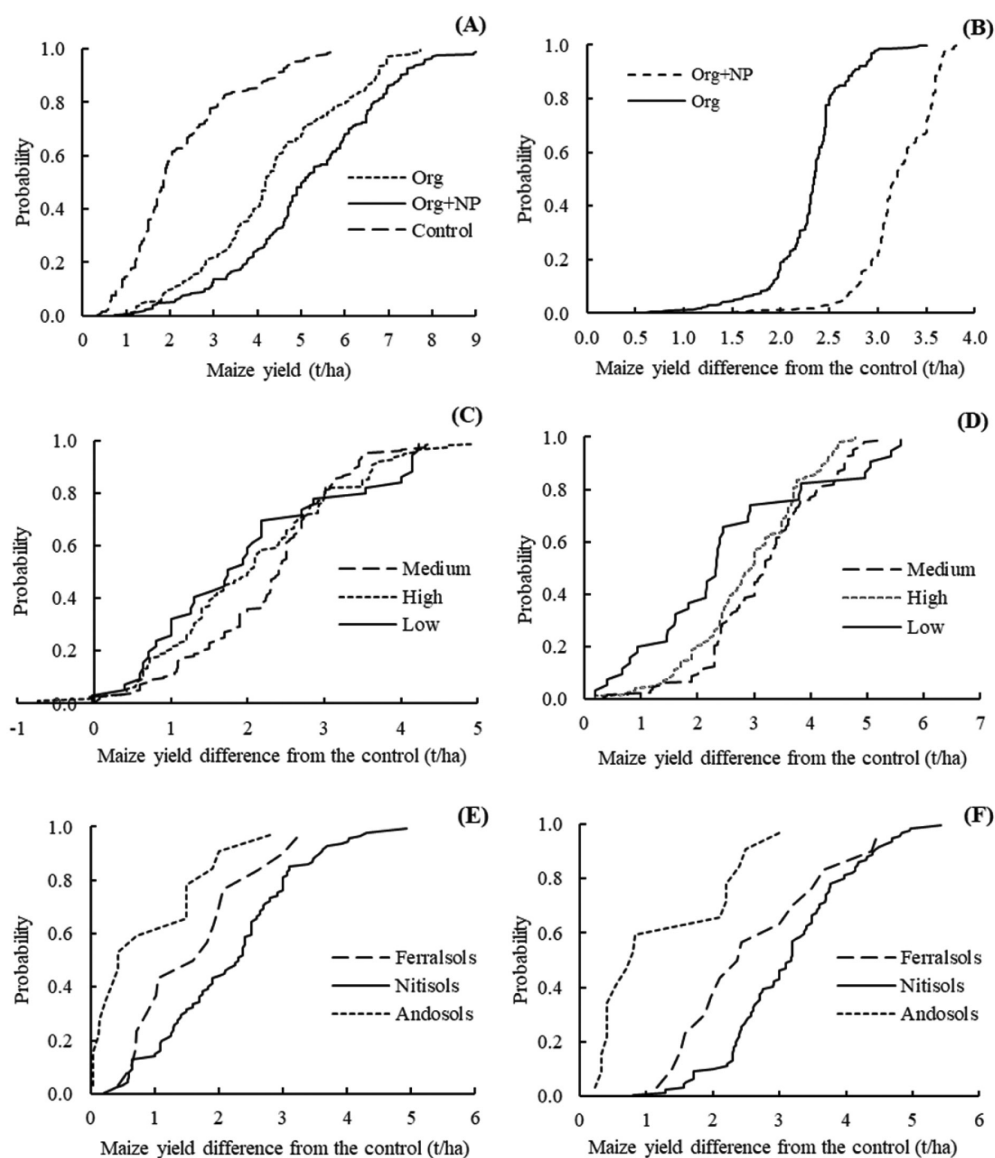 (A)
1.0
0.8
0.6
0.4
0.2
0.0
Probability
Org
Org+NP
Control
0 1 2 3 4 5 6 7 8 9
Maize yield (t/ha)
(B)
1.0
0.8
0.6
0.4
0.2
0.0
Probability
Org+NP
Org
0.0 0.5 1.0 1.5 2.0 2.5 3.0 3.5 4.0
Maize yield difference from the control (t/ha)
(C)
1.0
0.8
0.6
0.4
0.2
0.0
Probability
Medium
High
Low
-1 0 1 2 3 4 5
Maize yield difference from the control (t/ha)
(D)
1.0
0.8
0.6
0.4
0.2
0.0
Probability
Medium
High
Low
0 1 2 3 4 5 6 7
Maize yield difference from the control (t/ha)
(E)
1.0
0.8
0.6
0.4
0.2
0.0
Probability
Ferralsols
Nitisols
Andosols
0 1 2 3 4 5 6
Maize yield difference from the control (t/ha)
(F)
1.0
0.8
0.6
0.4
0.2
0.0
Probability
Ferralsols
Nitisols
Andosols
0 1 2 3 4 5 6
Maize yield difference from the control (t/ha)